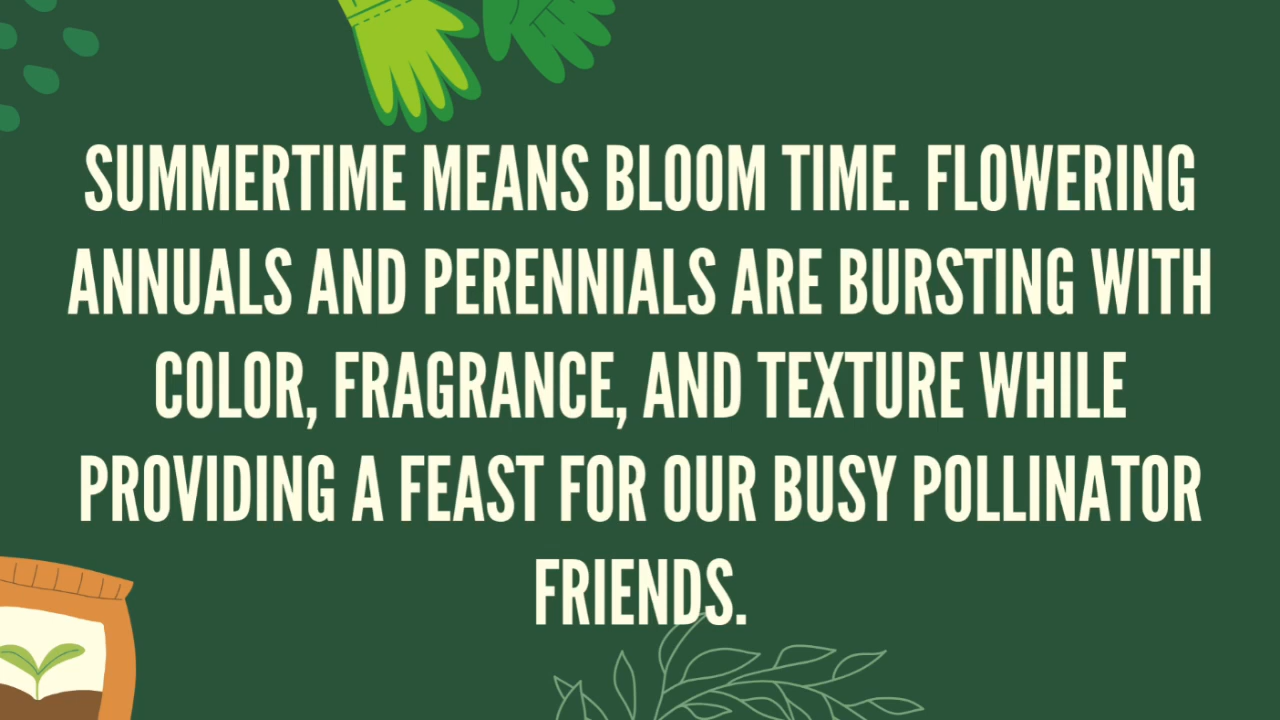 SUMMERTIME MEANS BLOOM TIME. FLOWERING
ANNUALS AND PERENNIALS ARE BURSTING WITH
COLOR, FRAGRANCE, AND TEXTURE WHILE
PROVIDING A FEAST FOR OUR BUSY POLLINATOR
FRIENDS.